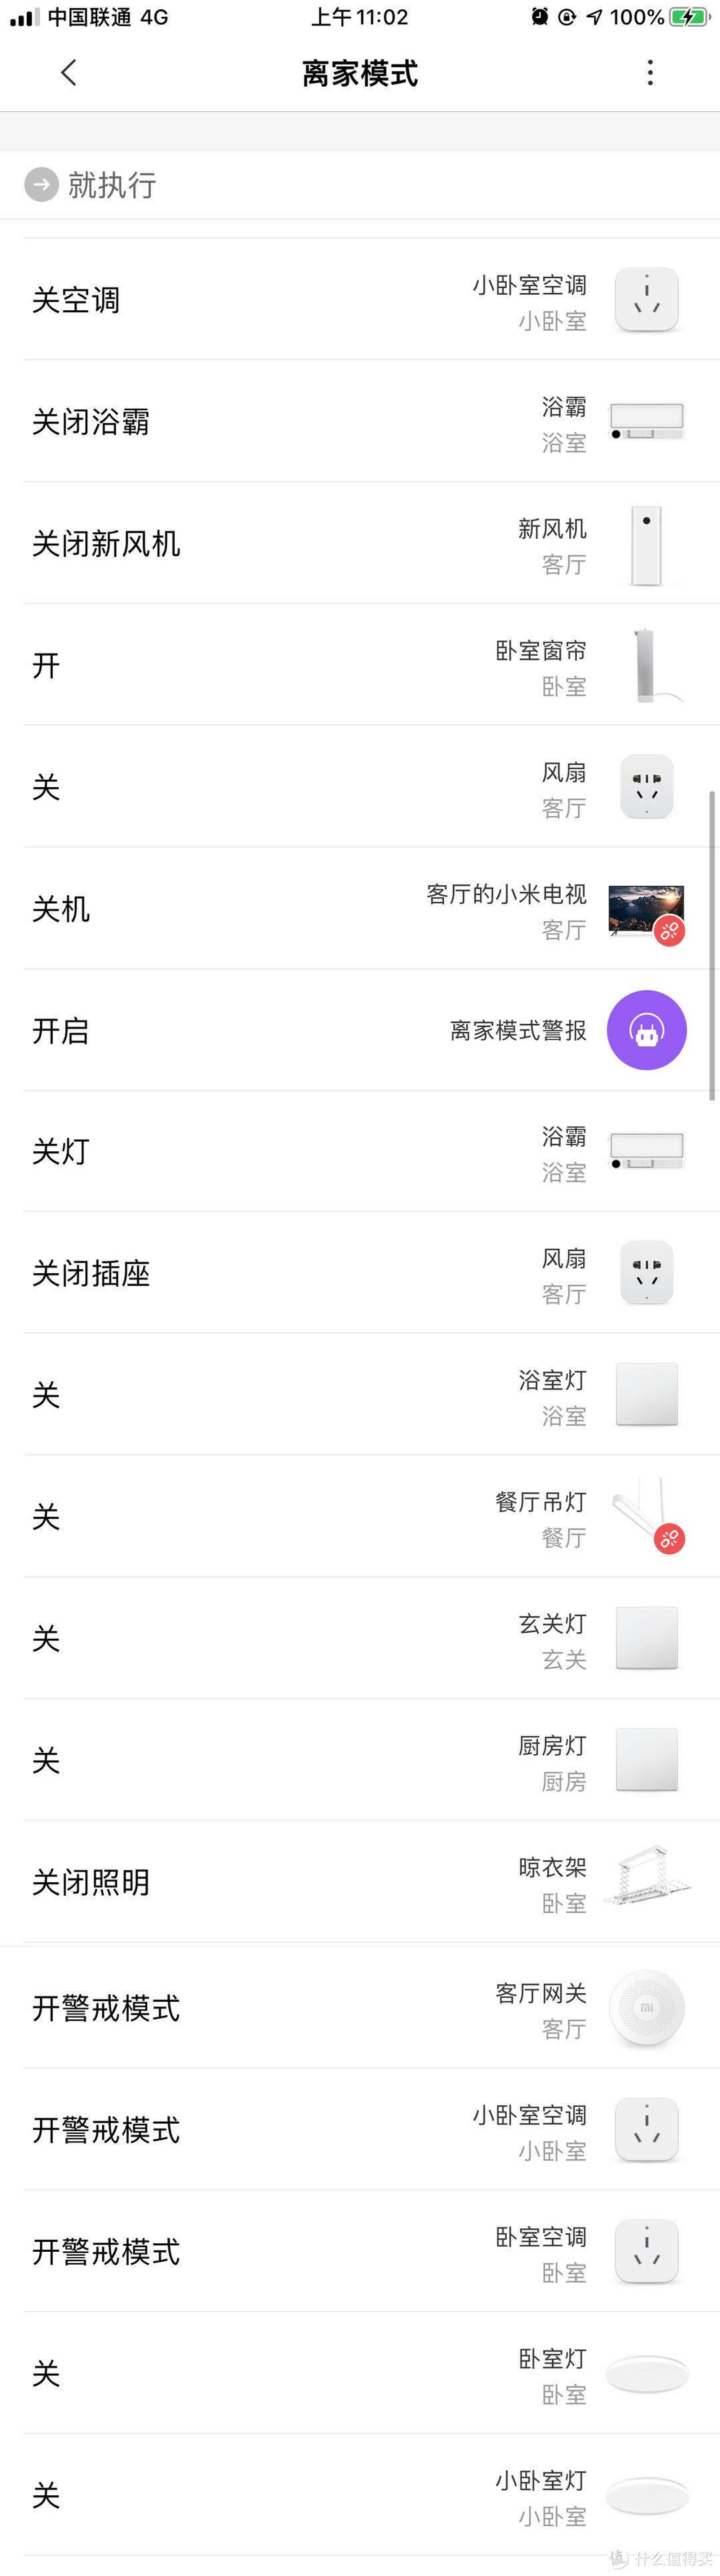 中国联通 4G
上午11:02
100%
离家模式
就执行
关空调
小卧室空调
小卧室
关闭浴霸
浴霸
浴室
关闭新风机
新风机
客厅
开
卧室窗帘
卧室
关
风扇
客厅
关机
客厅的小米电视
客厅
开启
离家模式警报
关灯
浴霸
浴室
关闭插座
风扇
客厅
关
浴室灯
浴室
关
餐厅吊灯
餐厅
关
玄关灯
玄关
关
厨房灯
厨房
关闭照明
晾衣架
卧室
开警戒模式
客厅网关
客厅
mi
开警戒模式
小卧室空调
小卧室
开警戒模式
卧室空调
卧室
关
卧室灯
卧室
关
小卧室灯
小卧室
值 什么值得买